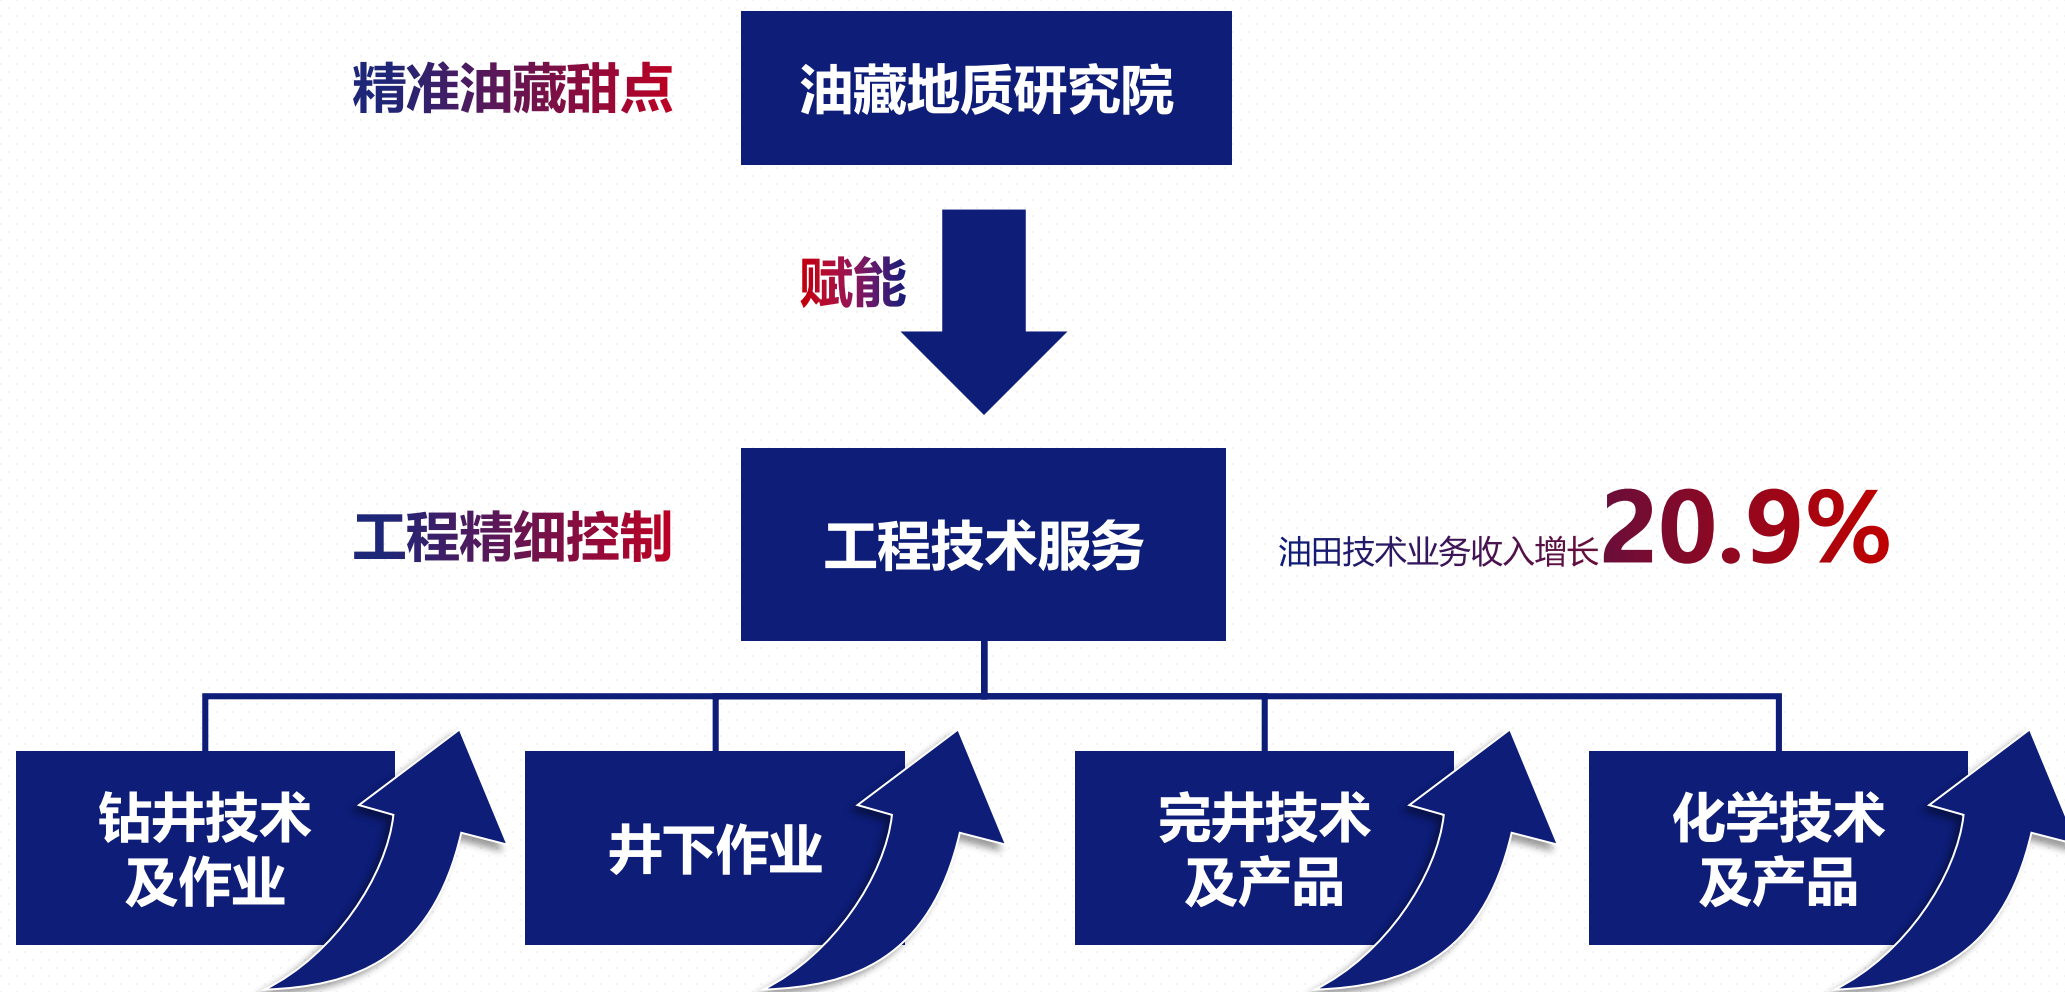 精准油藏甜点
油藏地质研究院
赋能
工程精细控制
工程技术服务
油田技术业务收入增长20.9%
钻井技术
及作业
井下作业
完井技术
及产品
化学技术
及产品